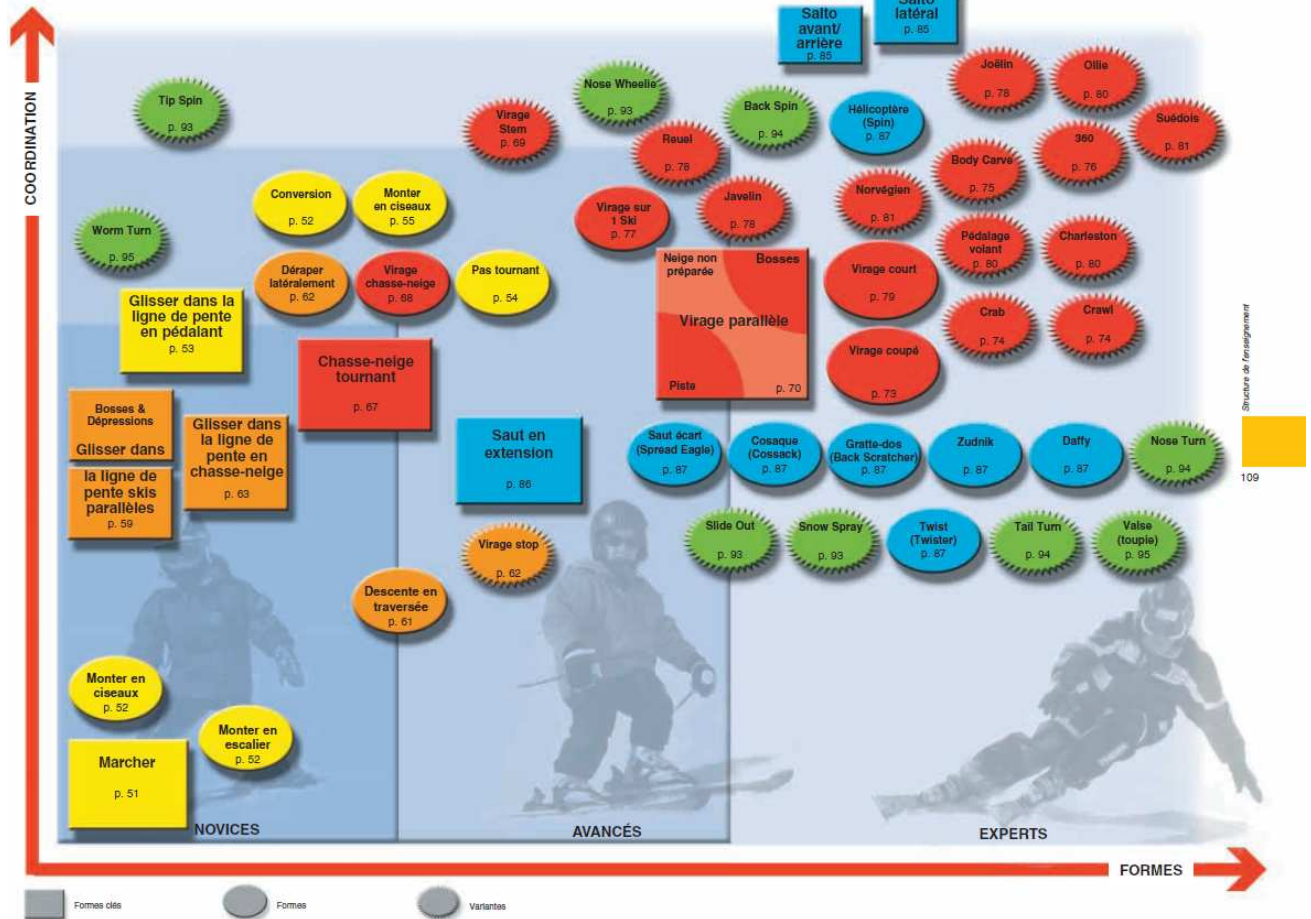 COORDINATION
Salto
avant/
arrière
p. 85
Salto
latéral
p. 85
Tip Spin
p. 93
Virage
Stem
p. 69
Nose Wheelie
p. 93
Reuel
p. 78
Back Spin
p. 94
Hélicoptère
(Spin)
p. 87
Joëlin
p. 78
Ollie
p. 80
Suédois
p. 81
360
p. 76
Body Carve
p. 75
Worm Turn
p. 95
Conversion
p. 52
Monter
en ciseaux
p. 55
Virage sur
1 Ski
p. 77
Javelin
p. 78
Norvégien
p. 81
Pédalage
volant
p. 80
Charleston
p. 80
Déraper
latéralement
p. 62
Virage
chasse-neige
p. 68
Pas tournant
p. 54
Neige non
préparée
Bosses
Virage parallèle
Piste
p. 70
Virage court
p. 79
Virage coupé
p. 73
Crab
p. 74
Crawl
p. 74
Glisser dans la
ligne de pente
en pédalant
p. 53
Chasse-neige
tournant
p. 67
Bosses &
Dépressions
Glisser dans
la ligne de
pente skis
parallèles
p. 59
Glisser dans
la ligne de
pente en
chasse-neige
p. 63
Saut en
extension
p. 86
Saut écart
(Spread Eagle)
p. 87
Cosaque
(Cossack)
p. 87
Gratte-dos
(Back Scratcher)
p. 87
Zudnik
p. 87
Daffy
p. 87
Nose Turn
p. 94
Virage stop
p. 62
Slide Out
p. 93
Snow Spray
p. 93
Twist
(Twister)
p. 87
Tail Turn
p. 94
Valse
(toupie)
p. 95
Descente en
traversée
p. 61
Monter en
ciseaux
p. 52
Monter en
escalier
p. 52
Marcher
p. 51
NOVICES
AVANCÉS
EXPERTS
FORMES
Formes clés
Formes
Variantes
Structure de l'enseignement
109